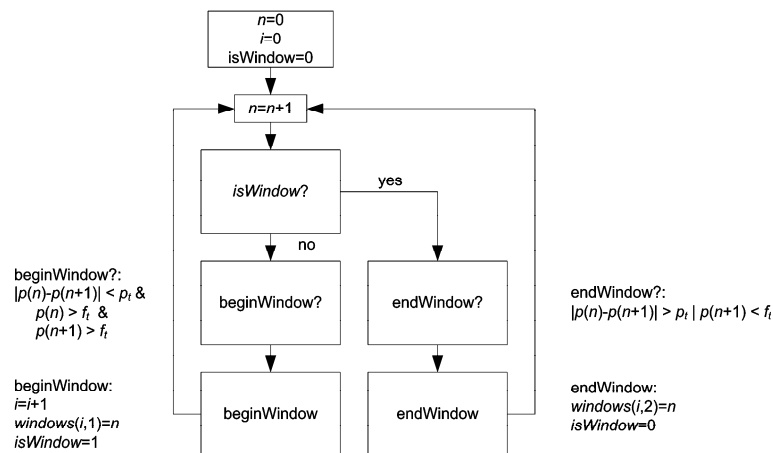 n=0
i=0
isWindow=0
n=n+1
isWindow?
yes
no
beginWindow?:
|p(n)-p(n+1)| < pt &
p(n) > ft &
p(n+1) > ft
beginWindow?
endWindow?
endWindow?:
|p(n)-p(n+1)| > pt | p(n+1) < ft
beginWindow:
i=i+1
windows(i,1)=n
isWindow=1
beginWindow
endWindow
endWindow:
windows(i,2)=n
isWindow=0